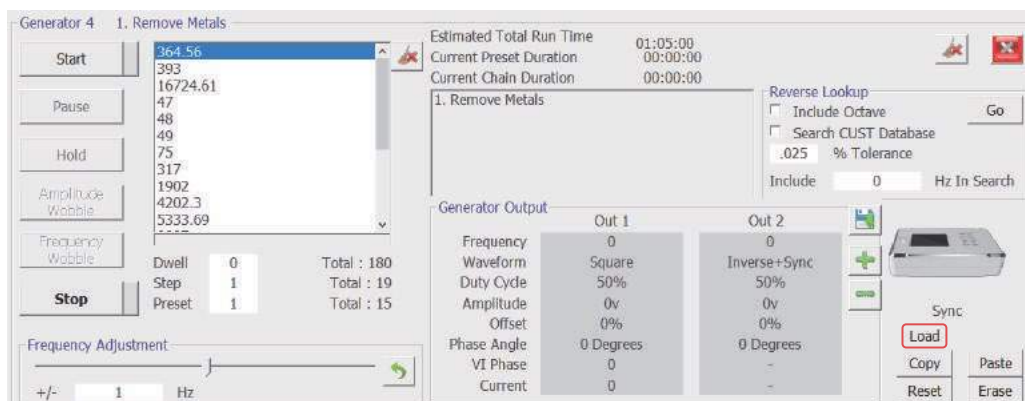 Generator 4 1. Remove Metals
Start
Pause
Hold
Amplitude
Wobble
Frequency
Wobble
Stop
364.56
393
16724.61
47
48
49
75
317
1902
4202.3
5333.69
Dwell 0 Total : 180
Step 1 Total : 19
Preset 1 Total : 15
Frequency Adjustment
+/- 1 Hz
Estimated Total Run Time 01:05:00
Current Preset Duration 00:00:00
Current Chain Duration 00:00:00
1. Remove Metals
Reverse Lookup
Include Octave
Go
Search CUST Database
.025 % Tolerance
Include 0 Hz In Search
Generator Output
Out 1 Out 2
Frequency 0 0
Waveform Square Inverse+Sync
Duty Cycle 50% 50%
Amplitude 0v 0v
Offset 0% 0%
Phase Angle 0 Degrees 0 Degrees
VI Phase 0 -
Current 0 -
Sync
Load
Copy Paste
Reset Erase